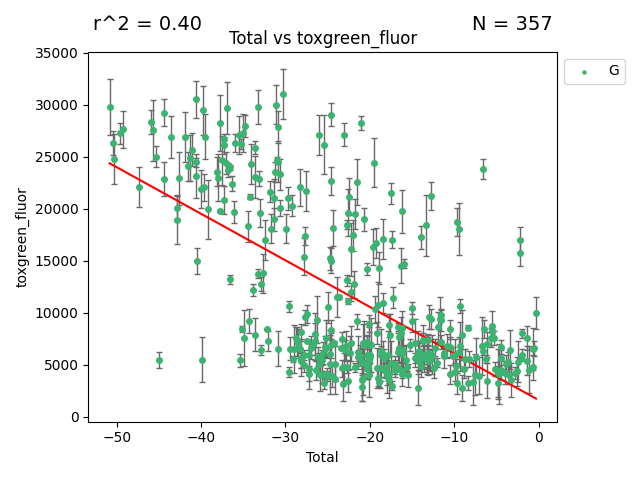 r^2 = 0.40
N = 357
Total vs toxgreen_fluor
G
toxgreen_fluor
35000
30000
25000
20000
15000
10000
5000
0
−50
−40
−30
−20
−10
0
Total